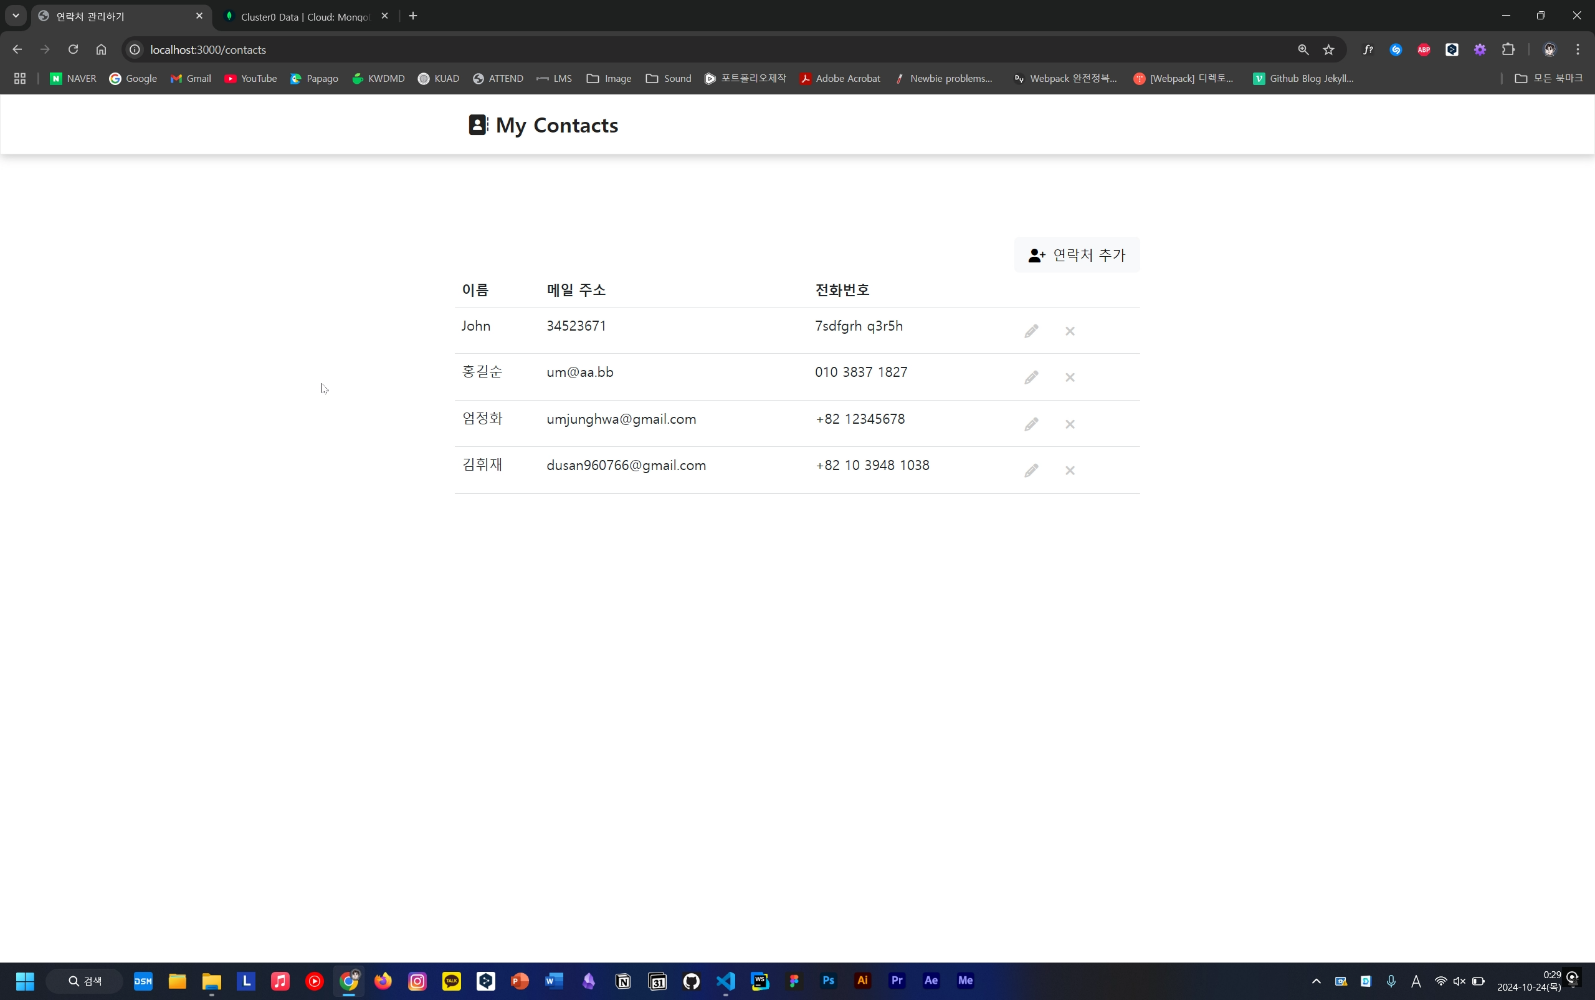 연락처 관리하기
Cluster0 Data | Cloud: Mongo
localhost:3000/contacts
NAVER Google Gmail YouTube Papago KWDMD KUAD ATTEND LMS Image Sound 포트폴리오제작 Adobe Acrobat Newbie problems... Webpack 완전정복... [Webpack] 디렉토... Github Blog Jekyll... 모든 북마크
My Contacts
연락처 추가
이름 메일 주소 전화번호
John 34523671 7sdfgrh q3r5h
홍길순 um@aa.bb 010 3837 1827
엄정화 umjunghwa@gmail.com +82 12345678
김휘재 dusan960766@gmail.com +82 10 3948 1038
검색
0:29
2024-10-24(목)